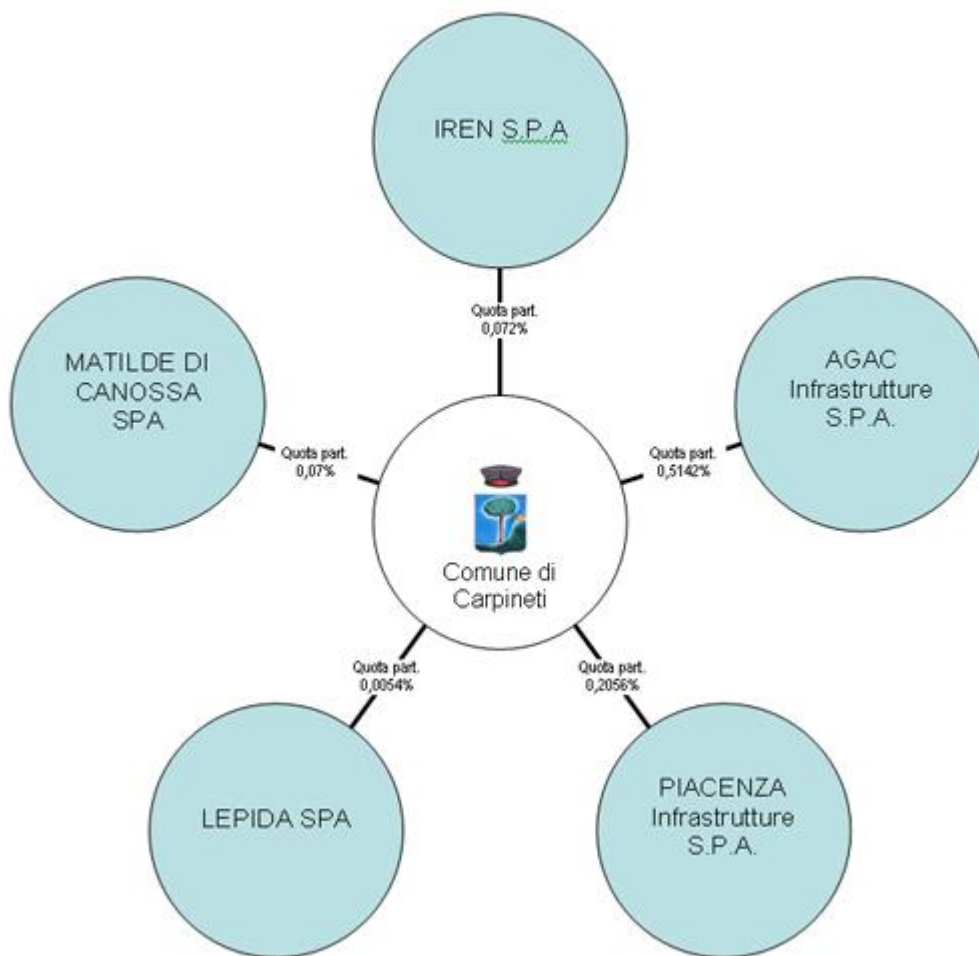 IREN S.P.A
Quota part.
0,072%
MATILDE DI
CANOSSA
SPA
Quota part.
0,07%
AGAC
Infrastrutture
S.P.A.
Quota part.
0,5142%
Comune di
Carpineti
Quota part.
0,0054%
Quota part.
0,2056%
LEPIDA SPA
PIACENZA
Infrastrutture
S.P.A.